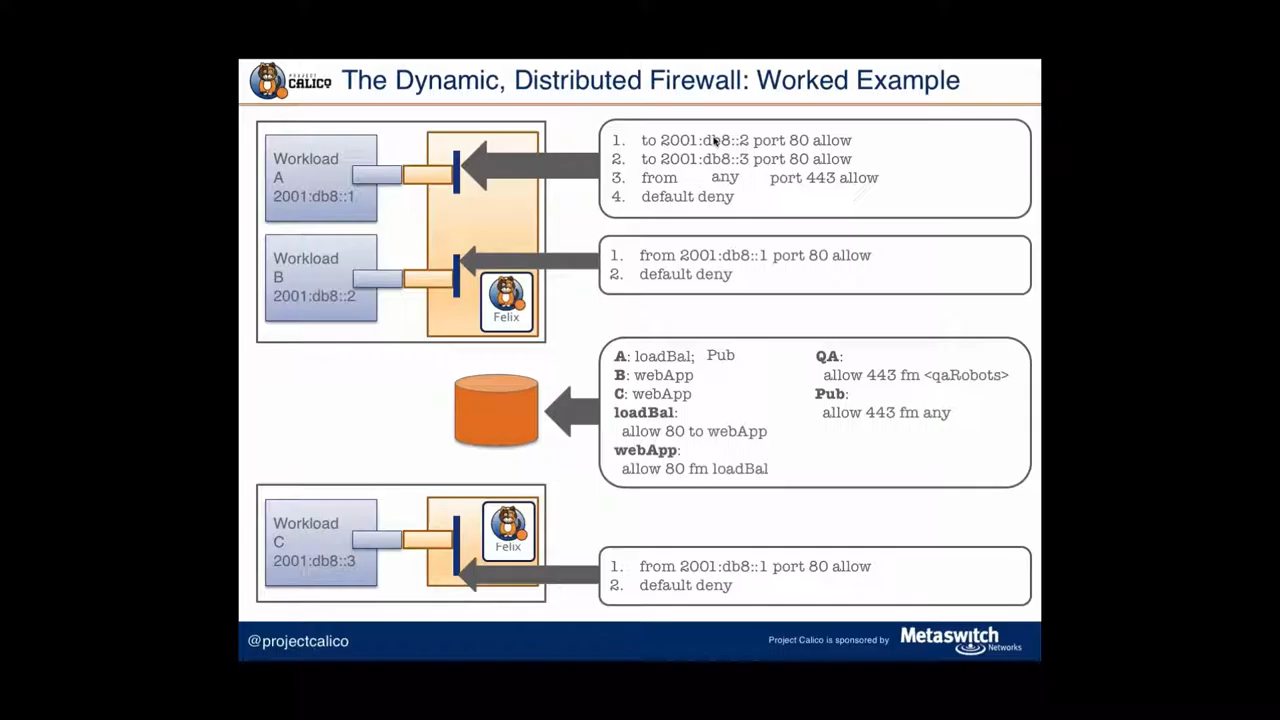 PROJECT
CALICO
The Dynamic, Distributed Firewall: Worked Example
Workload
A
2001:db8::1
1. to 2001:db8::2 port 80 allow
2. to 2001:db8::3 port 80 allow
3. from any port 443 allow
4. default deny
Workload
B
2001:db8::2
Felix
1. from 2001:db8::1 port 80 allow
2. default deny
A: loadBal; Pub
B: webApp
C: webApp
loadBal:
allow 80 to webApp
webApp:
allow 80 fm loadBal
QA:
allow 443 fm <qaRobots>
Pub:
allow 443 fm any
Workload
C
2001:db8::3
Felix
1. from 2001:db8::1 port 80 allow
2. default deny
@projectcalico
Project Calico is sponsored by
Metaswitch
Networks